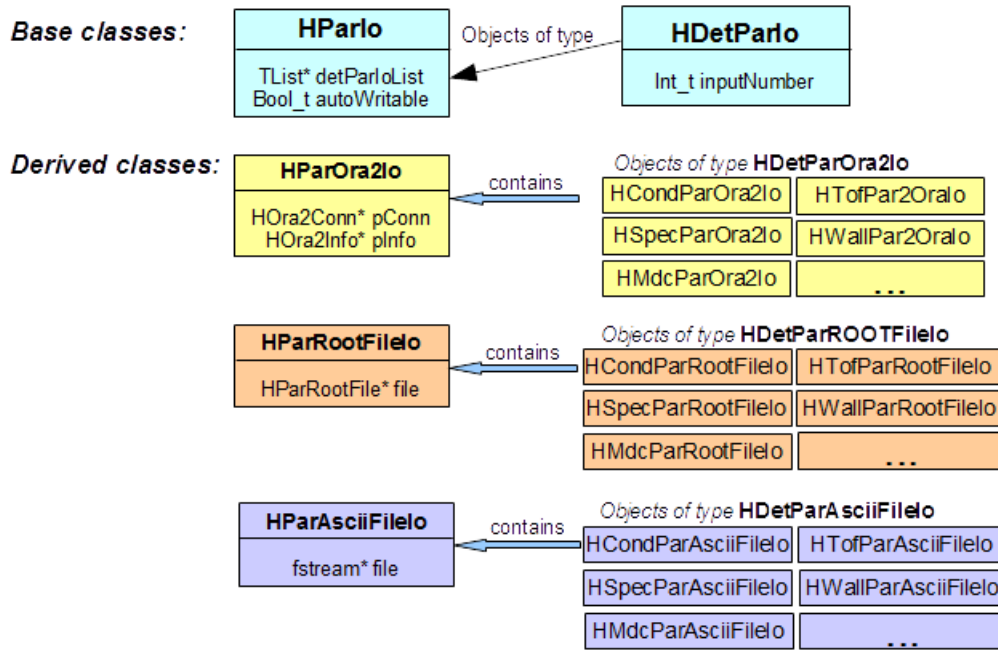 Base classes:
HParIo
TList* detParIoList
Bool_t autoWritable
Objects of type
HDetParIo
Int_t inputNumber
Derived classes:
HParOra2Io
HOra2Conn* pConn
HOra2Info* pInfo
contains
Objects of type HDetParOra2Io
HCondParOra2Io
HTofPar2OraIo
HSpecParOra2Io
HWallPar2OraIo
HMdcParOra2Io
...
HParRootFileIo
HParRootFile* file
contains
Objects of type HDetParROOTFileIo
HCondParRootFileIo
HTofParRootFileIo
HSpecParRootFileIo
HWallParRootFileIo
HMdcParRootFileIo
...
HParAsciiFileIo
fstream* file
contains
Objects of type HDetParAsciiFileIo
HCondParAsciiFileIo
HTofParAsciiFileIo
HSpecParAsciiFileIo
HWallParAsciiFileIo
HMdcParAsciiFileIo
...